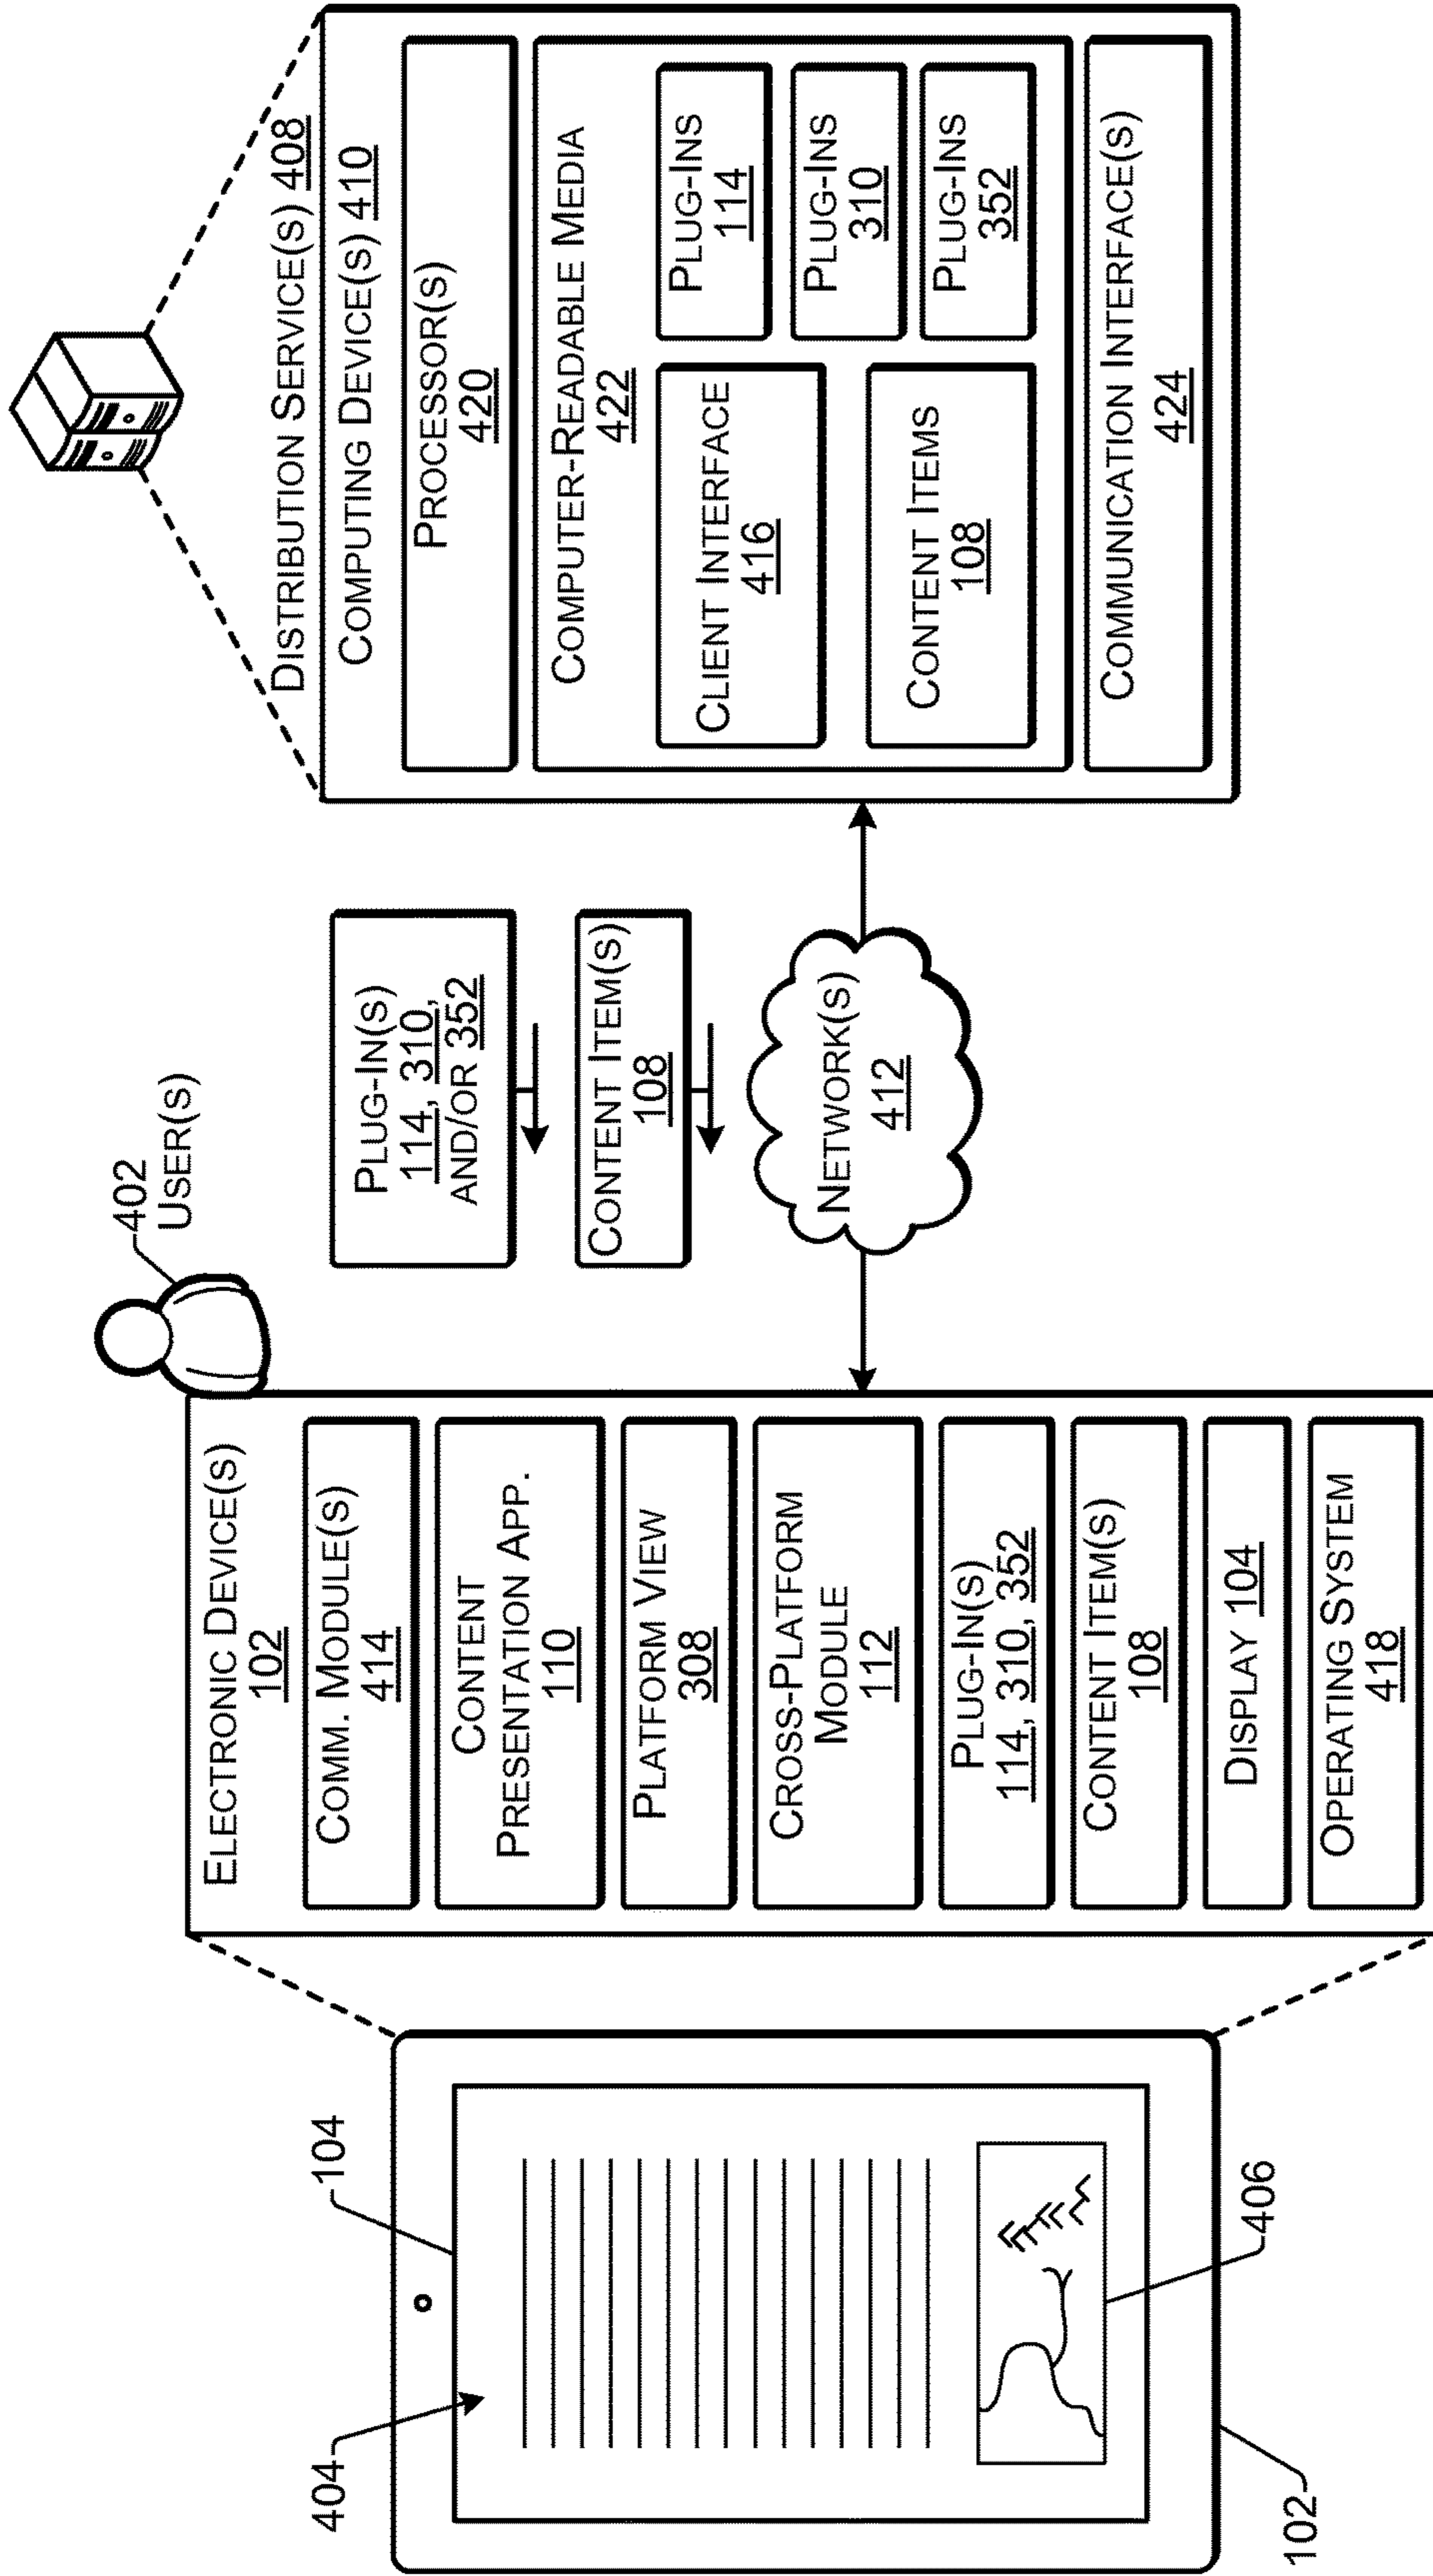 404
104
406
102
402
USER(S)
ELECTRONIC DEVICE(S)
102
COMM. MODULE(S)
414
CONTENT
PRESENTATION APP.
110
PLATFORM VIEW
308
CROSS-PLATFORM
MODULE
112
PLUG-IN(S)
114, 310, 352
CONTENT ITEM(S)
108
DISPLAY 104
OPERATING SYSTEM
418
PLUG-IN(S)
114, 310,
AND/OR 352
CONTENT ITEM(S)
108
NETWORK(S)
412
DISTRIBUTION SERVICE(S) 408
COMPUTING DEVICE(S) 410
PROCESSOR(S)
420
COMPUTER-READABLE MEDIA
422
CLIENT INTERFACE
416
CONTENT ITEMS
108
PLUG-INS
114
PLUG-INS
310
PLUG-INS
352
COMMUNICATION INTERFACE(S)
424